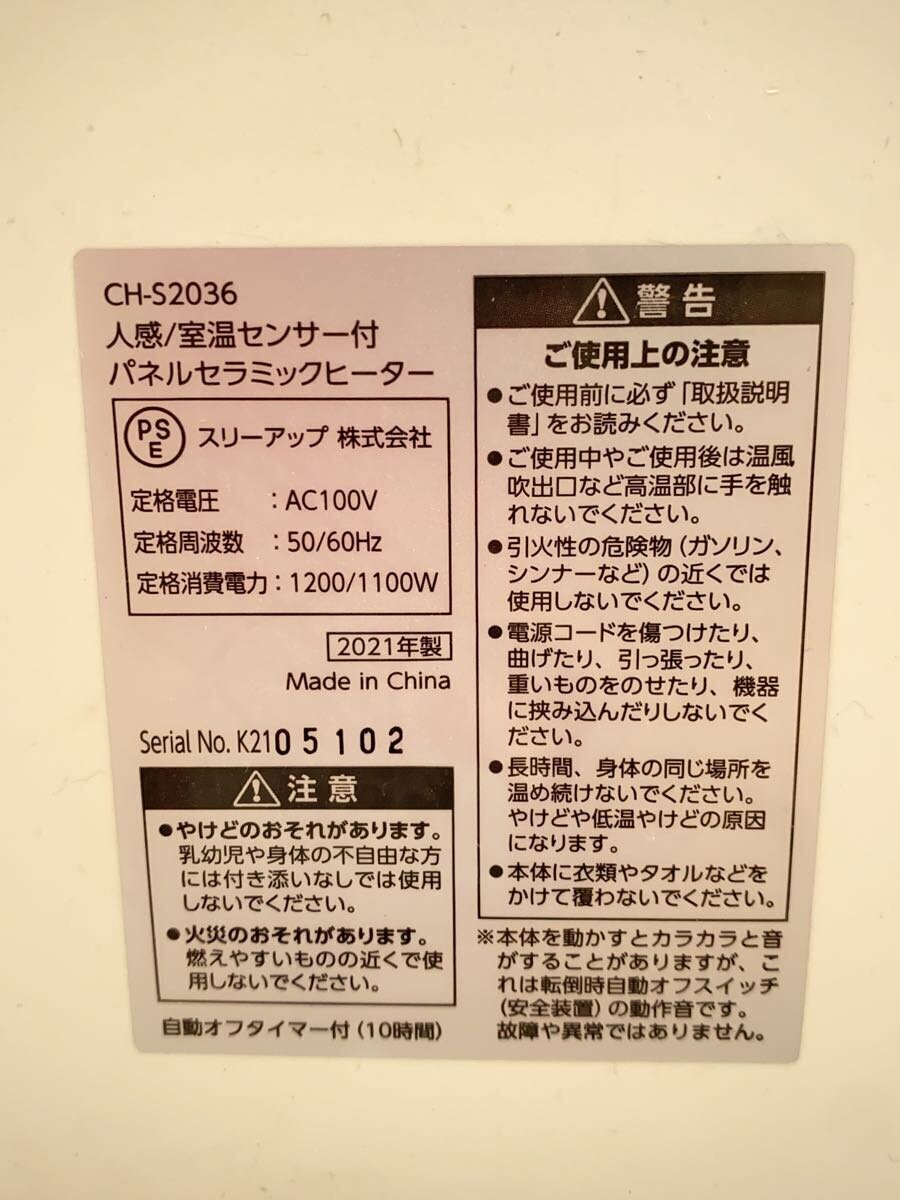 CH-S2036
人感/室温センサー付
パネルセラミックヒーター
PSE スリーアップ 株式会社
定格電圧 :AC100V
定格周波数 :50/60Hz
定格消費電力:1200/1100W
2021年製
Made in China
Serial No. K2105102
⚠注意
●やけどのおそれがあります。
乳幼児や身体の不自由な方
には付き添いなしでは使用
しないでください。
●火災のおそれがあります。
燃えやすいものの近くで使
用しないでください。
自動オフタイマー付(10時間)
⚠警告
ご使用上の注意
●ご使用前に必ず「取扱説明
書」をお読みください。
●ご使用中やご使用後は温風
吹出口など高温部に手を触
れないでください。
●引火性の危険物(ガソリン、
シンナーなど)の近くでは
使用しないでください。
●電源コードを傷つけたり、
曲げたり、引っ張ったり、
重いものをのせたり、機器
に挟み込んだりしないでく
ださい。
●長時間、身体の同じ場所を
温め続けないでください。
やけどや低温やけどの原因
になります。
●本体に衣類やタオルなどを
かけて覆わないでください。
※本体を動かすとカラカラと音
がすることがありますが、こ
れは転倒時自動オフスイッチ
(安全装置)の動作音です。
故障や異常ではありません。